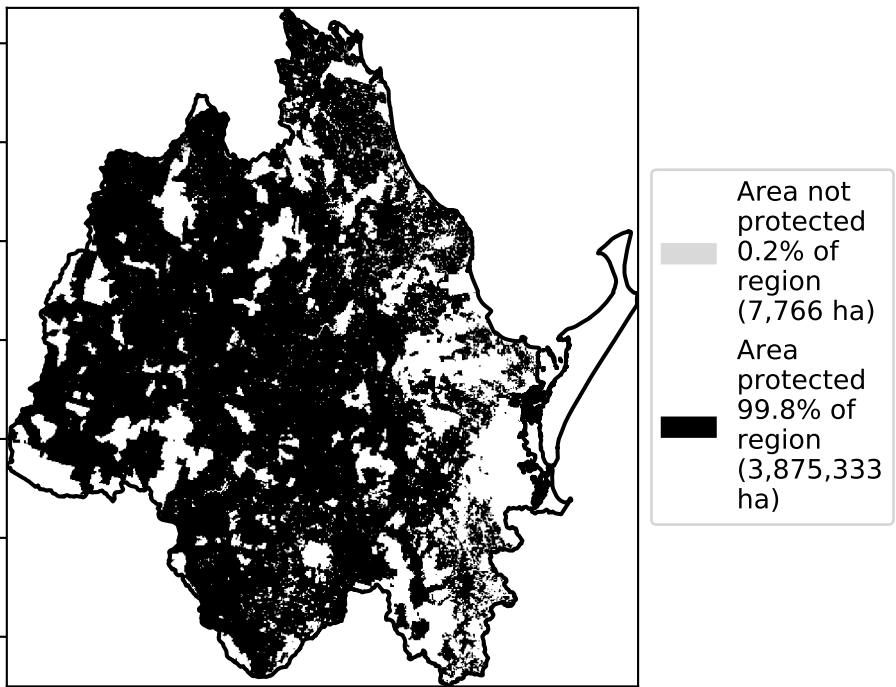 Area not
protected
0.2% of
region
(7,766 ha)
Area
protected
99.8% of
region
(3,875,333
ha)